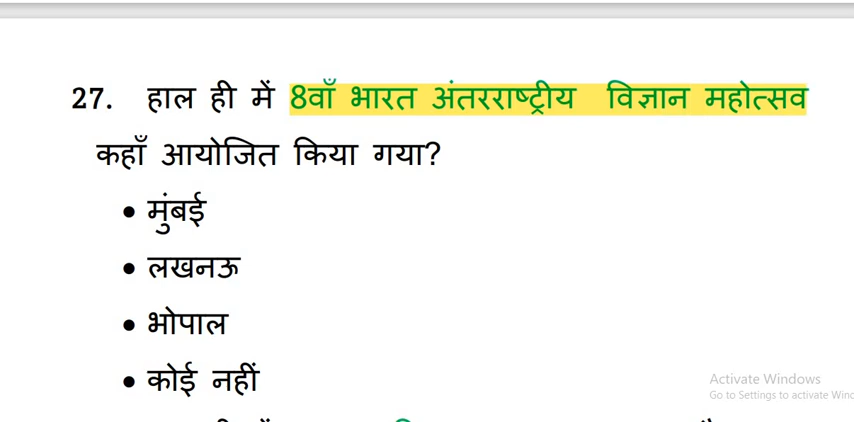 27. हाल ही में 8वाँ भारत अंतरराष्ट्रीय विज्ञान महोत्सव
कहाँ आयोजित किया गया?
• मुंबई
• लखनऊ
• भोपाल
• कोई नहीं
Activate Windows
Go to Settings to activate Wind